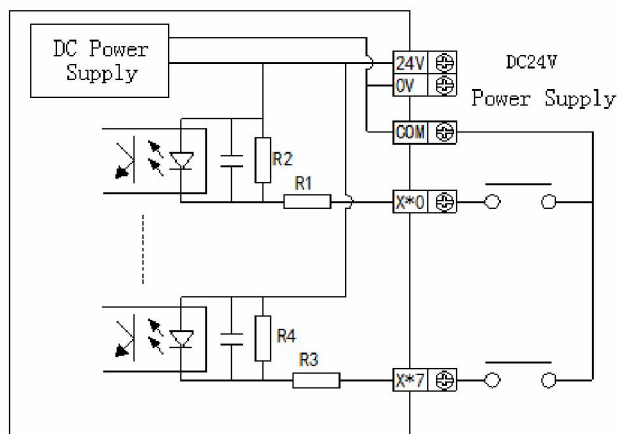 DC Power
Supply
24V
0V
DC24V
Power Supply
COM
R2
R1
X*0
R4
R3
X*7